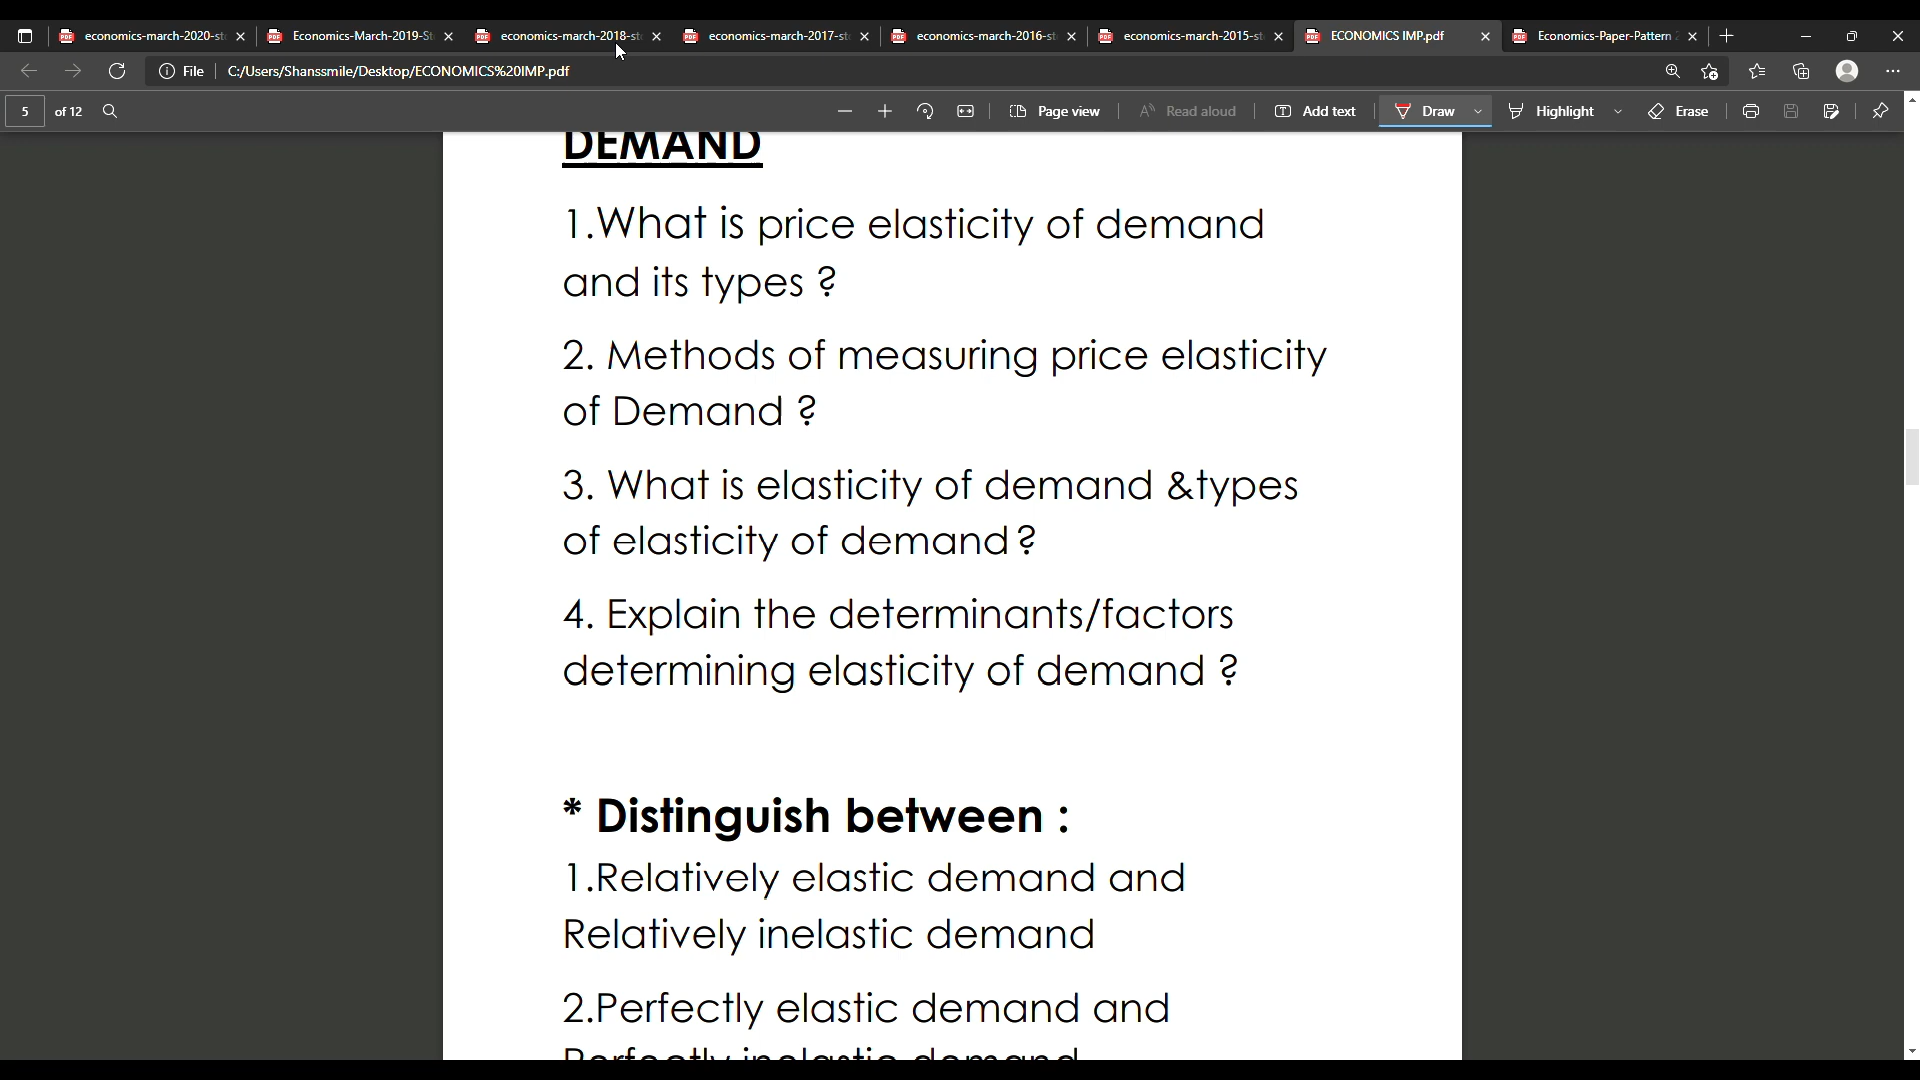 economics-march-2020-st
Economics-March-2019-S
economics-march-2018-st
economics-march-2017-st
economics-march-2016-st
economics-march-2015-st
ECONOMICS IMP.pdf
Economics-Paper-Pattern
File
C:/Users/Shanssmile/Desktop/ECONOMICS%20IMP.pdf
5 of 12
Page view
Read aloud
Add text
Draw
Highlight
Erase
DEMAND
1.What is price elasticity of demand
and its types ?
2. Methods of measuring price elasticity
of Demand ?
3. What is elasticity of demand &types
of elasticity of demand?
4. Explain the determinants/factors
determining elasticity of demand ?
* Distinguish between :
1.Relatively elastic demand and
Relatively inelastic demand
2.Perfectly elastic demand and
Perfectly inelastic demand